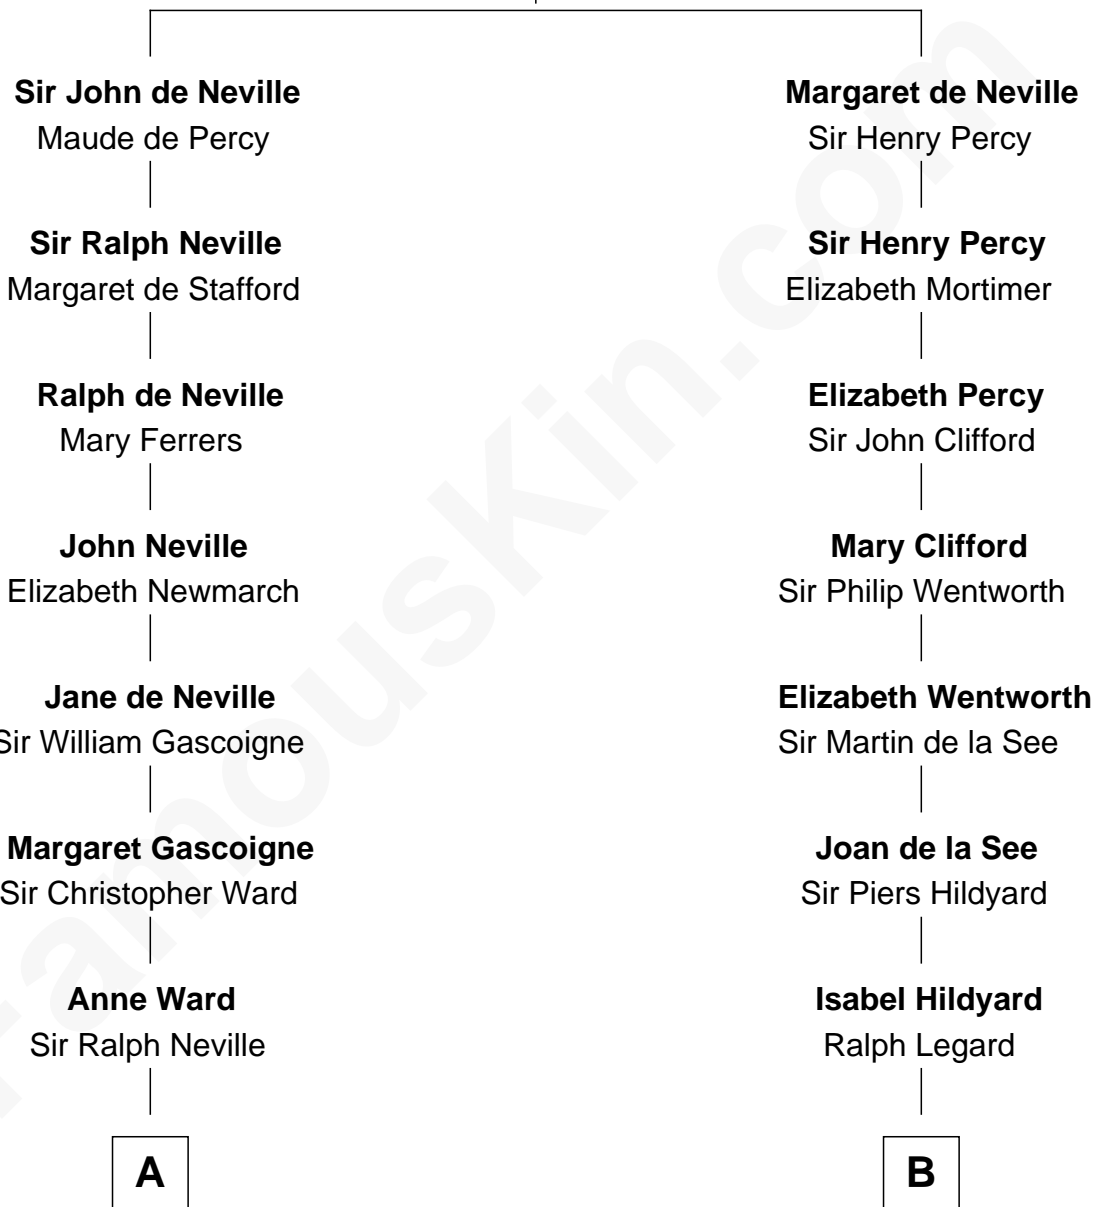 Sir John de Neville
Maude de Percy
Sir Ralph Neville
Margaret de Stafford
Ralph de Neville
Mary Ferrers
John Neville
Elizabeth Newmarch
Jane de Neville
Sir William Gascoigne
Margaret Gascoigne
Sir Christopher Ward
Anne Ward
Sir Ralph Neville
A
Margaret de Neville
Sir Henry Percy
Sir Henry Percy
Elizabeth Mortimer
Elizabeth Percy
Sir John Clifford
Mary Clifford
Sir Philip Wentworth
Elizabeth Wentworth
Sir Martin de la See
Joan de la See
Sir Piers Hildyard
Isabel Hildyard
Ralph Legard
B
FamousKin.com